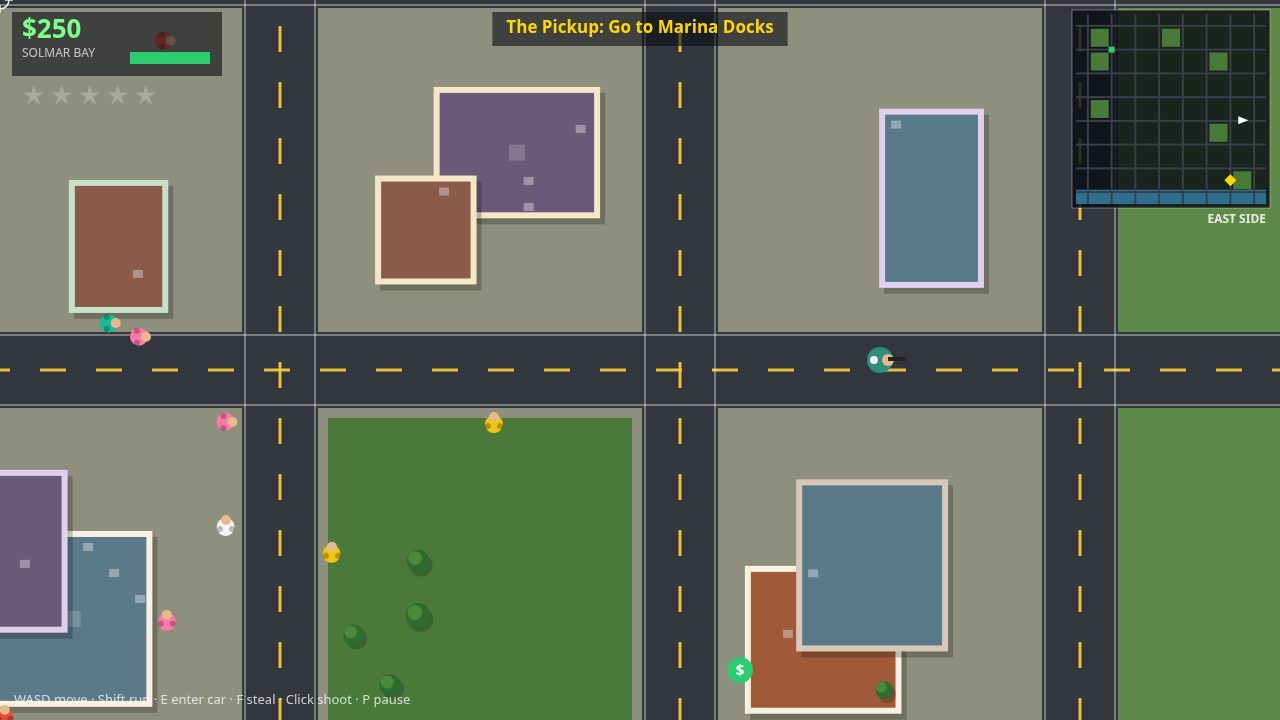 $250
SOLMAR BAY
The Pickup: Go to Marina Docks
EAST SIDE
$
WASD move · Shift run · E enter car · F steal · Click shoot · P pause